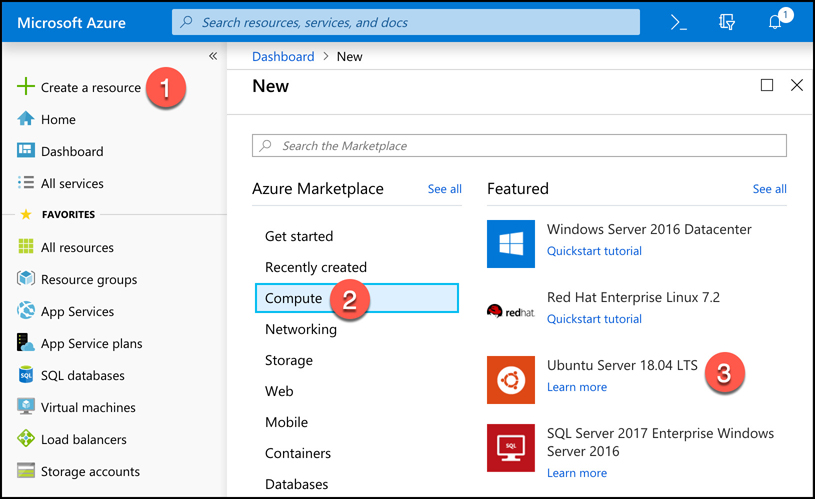 Microsoft Azure
Search resources, services, and docs
1
«
Create a resource
1
Home
Dashboard
All services
FAVORITES
All resources
Resource groups
App Services
App Service plans
SQL databases
Virtual machines
Load balancers
Storage accounts
Dashboard > New
New
Search the Marketplace
Azure Marketplace
See all
Get started
Recently created
Compute
2
Networking
Storage
Web
Mobile
Containers
Databases
Featured
See all
Windows Server 2016 Datacenter
Quickstart tutorial
redhat.
Red Hat Enterprise Linux 7.2
Quickstart tutorial
Ubuntu Server 18.04 LTS
3
Learn more
SQL
SQL Server 2017 Enterprise Windows
Server 2016
Learn more